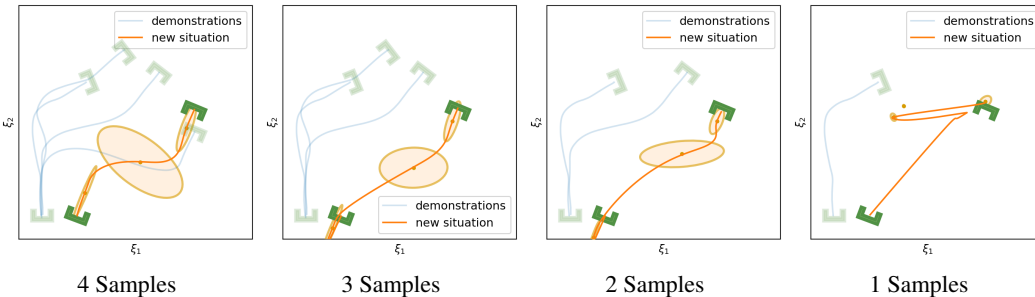 demonstrations
new situation
ξ2
ξ1
4 Samples
ξ2
demonstrations
new situation
ξ1
3 Samples
demonstrations
new situation
ξ2
ξ1
2 Samples
demonstrations
new situation
ξ2
ξ1
1 Samples